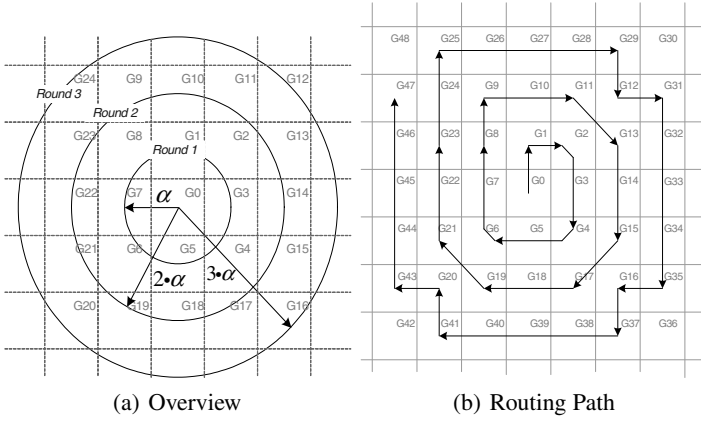 G24 G9 G10 G11 G12
Round 3
Round 2
G23 G8 G1 G2 G13
Round 1
G22 G7 G0 G3 G14
α
G21 G6 G5 G4 G15
2•α 3•α
G20 G19 G18 G17 G16
(a) Overview
G48 G25 G26 G27 G28 G29 G30
G47 G24 G9 G10 G11 G12 G31
G46 G23 G8 G1 G2 G13 G32
G45 G22 G7 G0 G3 G14 G33
G44 G21 G6 G5 G4 G15 G34
G43 G20 G19 G18 G17 G16 G35
G42 G41 G40 G39 G38 G37 G36
(b) Routing Path